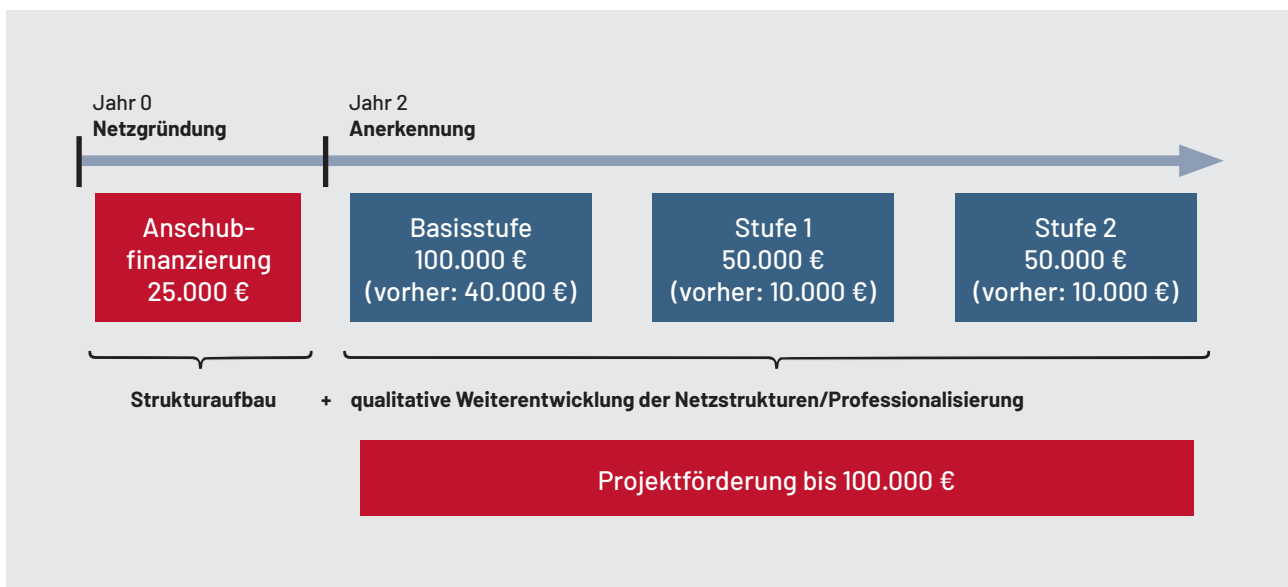 Jahr 0
Netzgründung
Jahr 2
Anerkennung
Anschub-
finanzierung
25.000 €
Basisstufe
100.000 €
(vorher: 40.000 €)
Stufe 1
50.000 €
(vorher: 10.000 €)
Stufe 2
50.000 €
(vorher: 10.000 €)
Strukturaufbau + qualitative Weiterentwicklung der Netzstrukturen/Professionalisierung
Projektförderung bis 100.000 €